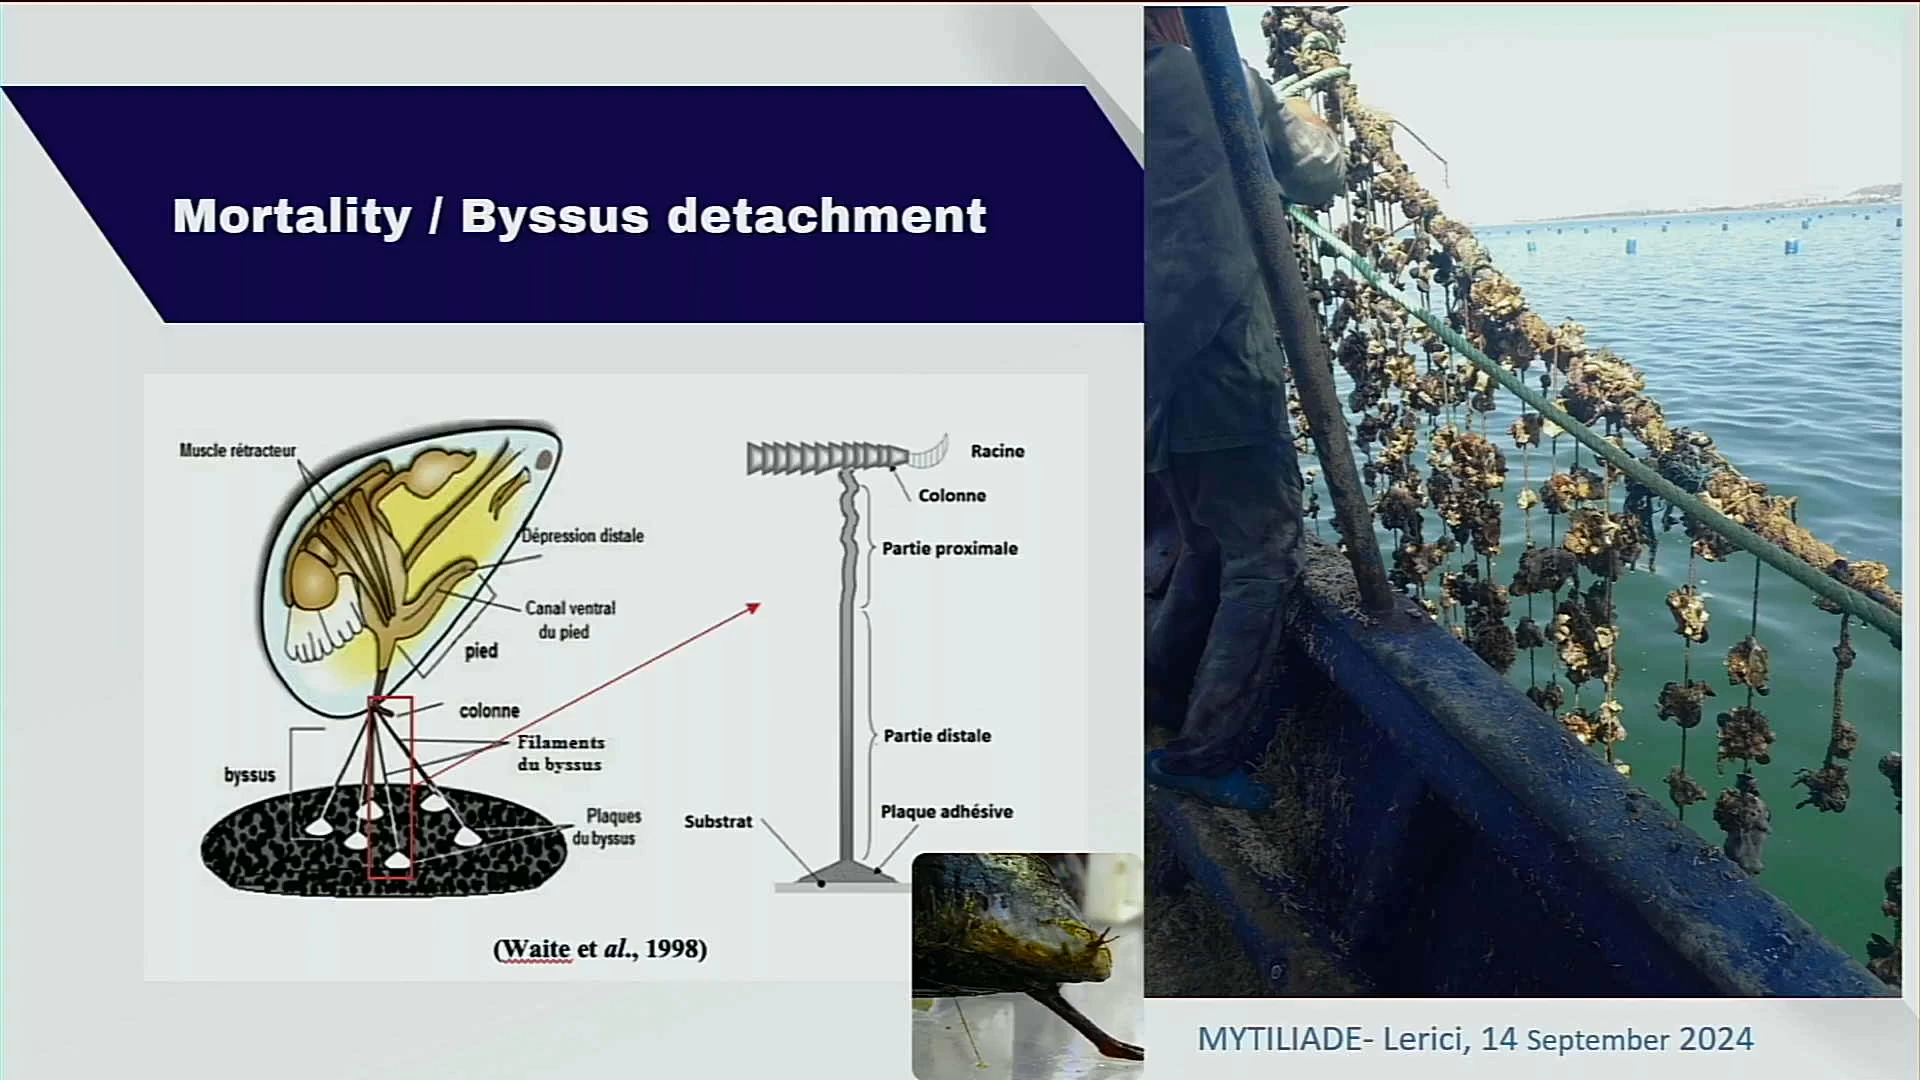 Mortality / Byssus detachment
Muscle rétracteur
Dépression distale
Canal ventral
du pied
pied
colonne
Filaments
du byssus
byssus
Plaques
du byssus
Racine
Colonne
Partie proximale
Partie distale
Plaque adhésive
Substrat
(Waite et al., 1998)
MYTILIADE- Lerici, 14 September 2024